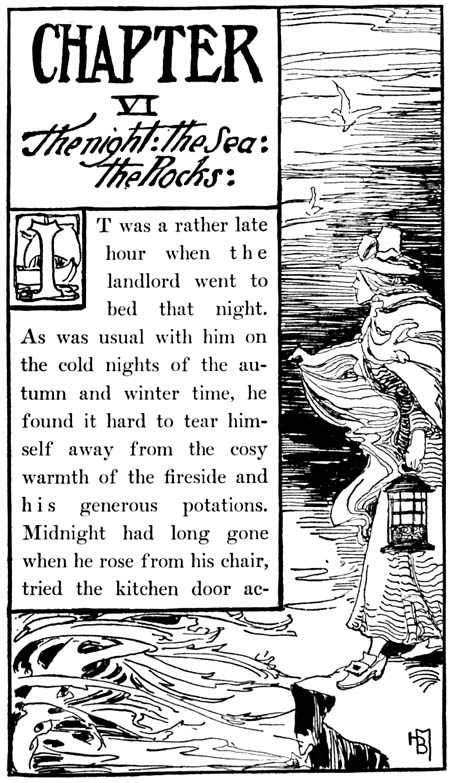 CHAPTER
VI
The night: the Sea:
the Rocks:
IT was a rather late
hour when the
landlord went to
bed that night.
As was usual with him on
the cold nights of the au-
tumn and winter time, he
found it hard to tear him-
self away from the cosy
warmth of the fireside and
his generous potations.
Midnight had long gone
when he rose from his chair,
tried the kitchen door ac-